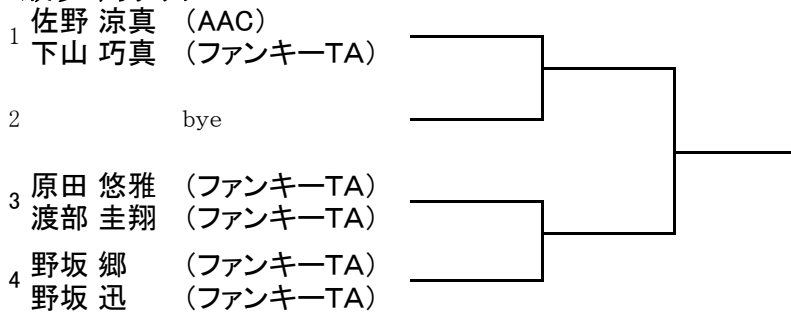 1 佐野 涼真 （AAC）
下山 巧真 （ファンキーTA）
2 bye
3 原田 悠雅 （ファンキーTA）
渡部 圭翔 （ファンキーTA）
4 野坂 郷 （ファンキーTA）
野坂 迅 （ファンキーTA）